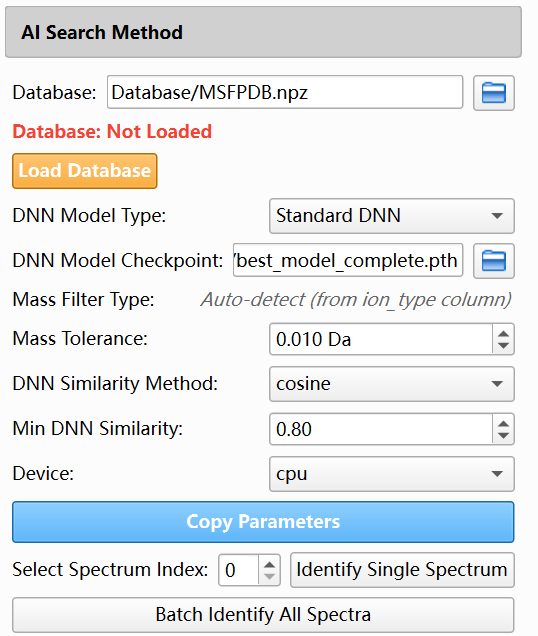 AI Search Method
Database: Database/MSFPDB.npz
Database: Not Loaded
Load Database
DNN Model Type: Standard DNN
DNN Model Checkpoint: /best_model_complete.pth
Mass Filter Type: Auto-detect (from ion_type column)
Mass Tolerance: 0.010 Da
DNN Similarity Method: cosine
Min DNN Similarity: 0.80
Device: cpu
Copy Parameters
Select Spectrum Index: 0 Identify Single Spectrum
Batch Identify All Spectra